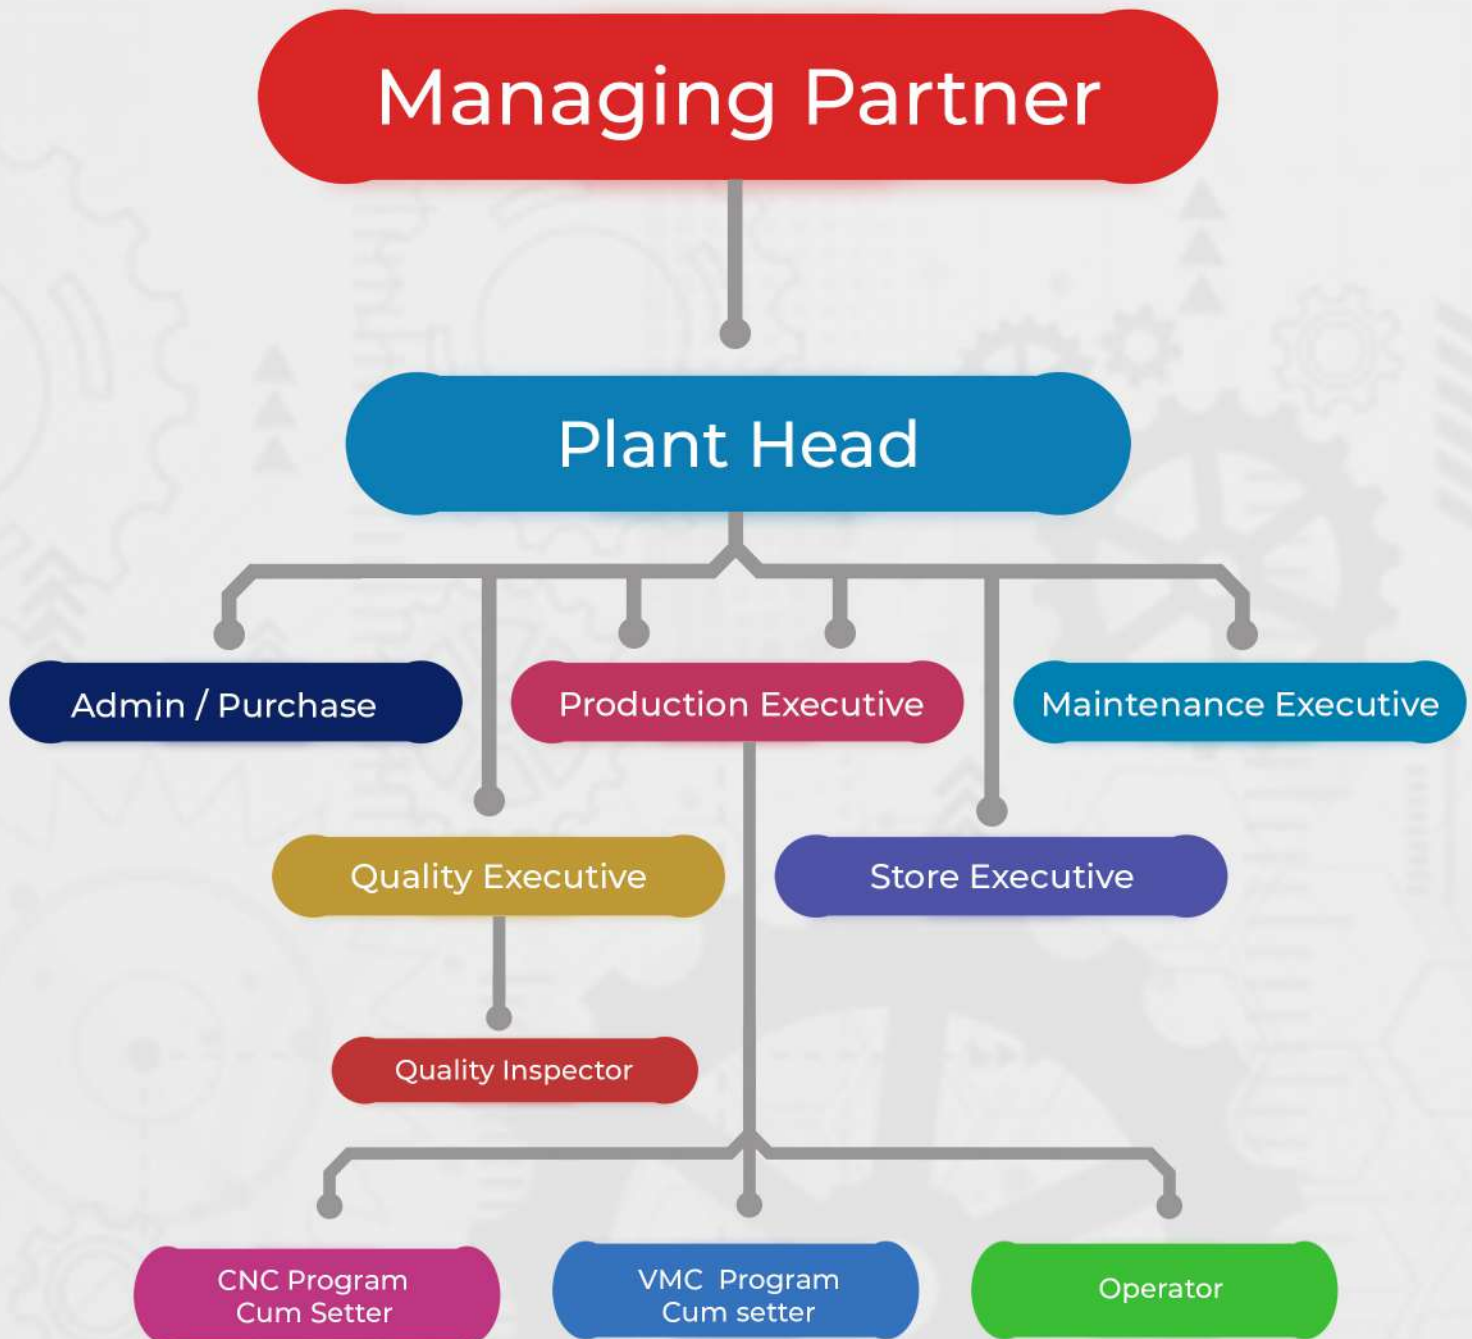 Managing Partner
Plant Head
Admin / Purchase
Production Executive
Maintenance Executive
Quality Executive
Store Executive
Quality Inspector
CNC Program
Cum Setter
VMC Program
Cum setter
Operator